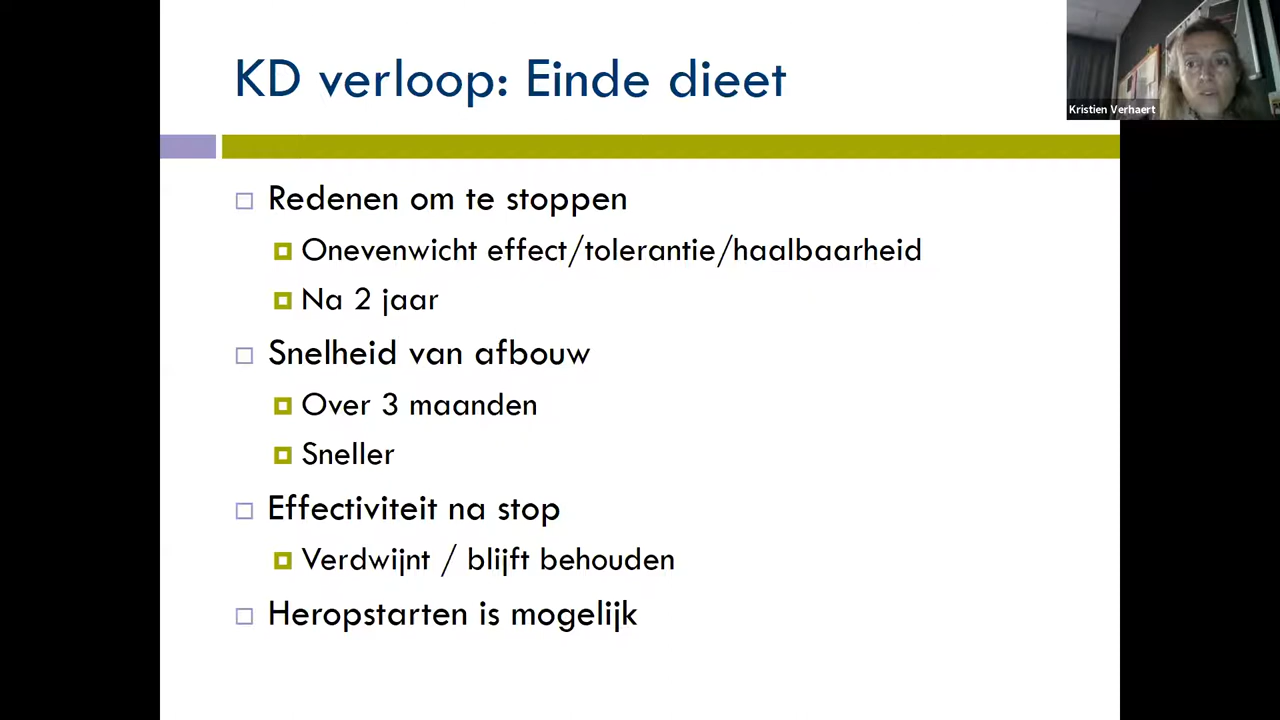 KD verloop: Einde dieet
Kristien Verhaert
Redenen om te stoppen
Onevenwicht effect/tolerantie/haalbaarheid
Na 2 jaar
Snelheid van afbouw
Over 3 maanden
Sneller
Effectiviteit na stop
Verdwijnt / blijft behouden
Heropstarten is mogelijk